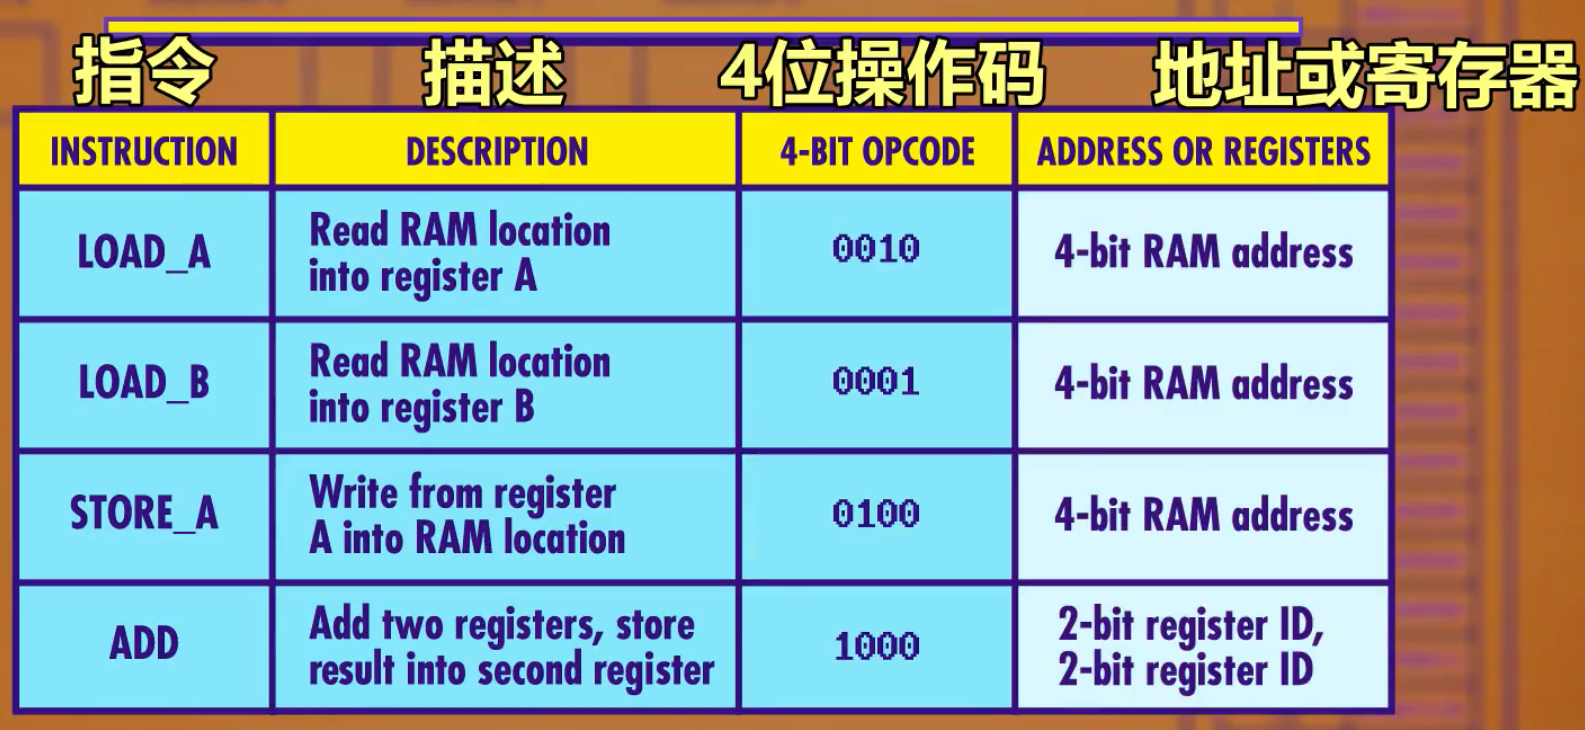 指令 描述 4位操作码 地址或寄存器
INSTRUCTION DESCRIPTION 4-BIT OPCODE ADDRESS OR REGISTERS
LOAD_A
Read RAM location
into register A
0010
4-bit RAM address
LOAD_B
Read RAM location
into register B
0001
4-bit RAM address
STORE_A
Write from register
A into RAM location
0100
4-bit RAM address
ADD
Add two registers, store
result into second register
1000
2-bit register ID,
2-bit register ID